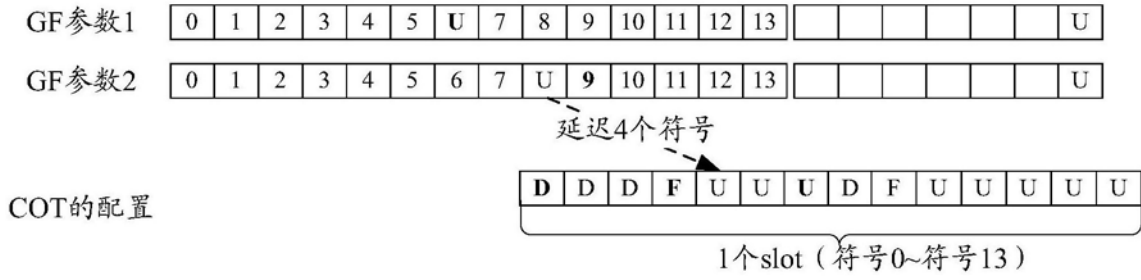 GF参数1 0 1 2 3 4 5 U 7 8 9 10 11 12 13 U
GF参数2 0 1 2 3 4 5 6 7 U 9 10 11 12 13 U
延迟4个符号
COT的配置 D D D F U U U D F U U U U U
1个slot（符号0~符号13）